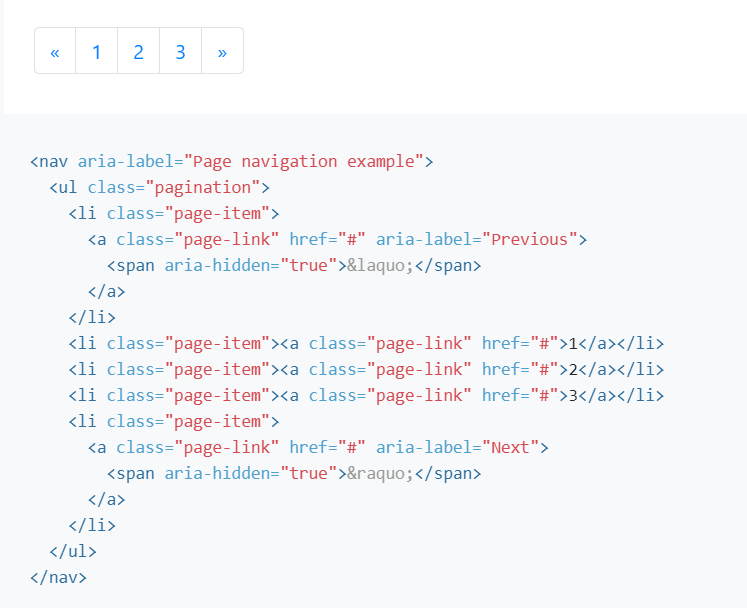 « 1 2 3 »
<nav aria-label="Page navigation example">
  <ul class="pagination">
    <li class="page-item">
      <a class="page-link" href="#" aria-label="Previous">
        <span aria-hidden="true">&laquo;</span>
      </a>
    </li>
    <li class="page-item"><a class="page-link" href="#">1</a></li>
    <li class="page-item"><a class="page-link" href="#">2</a></li>
    <li class="page-item"><a class="page-link" href="#">3</a></li>
    <li class="page-item">
      <a class="page-link" href="#" aria-label="Next">
        <span aria-hidden="true">&raquo;</span>
      </a>
    </li>
  </ul>
</nav>